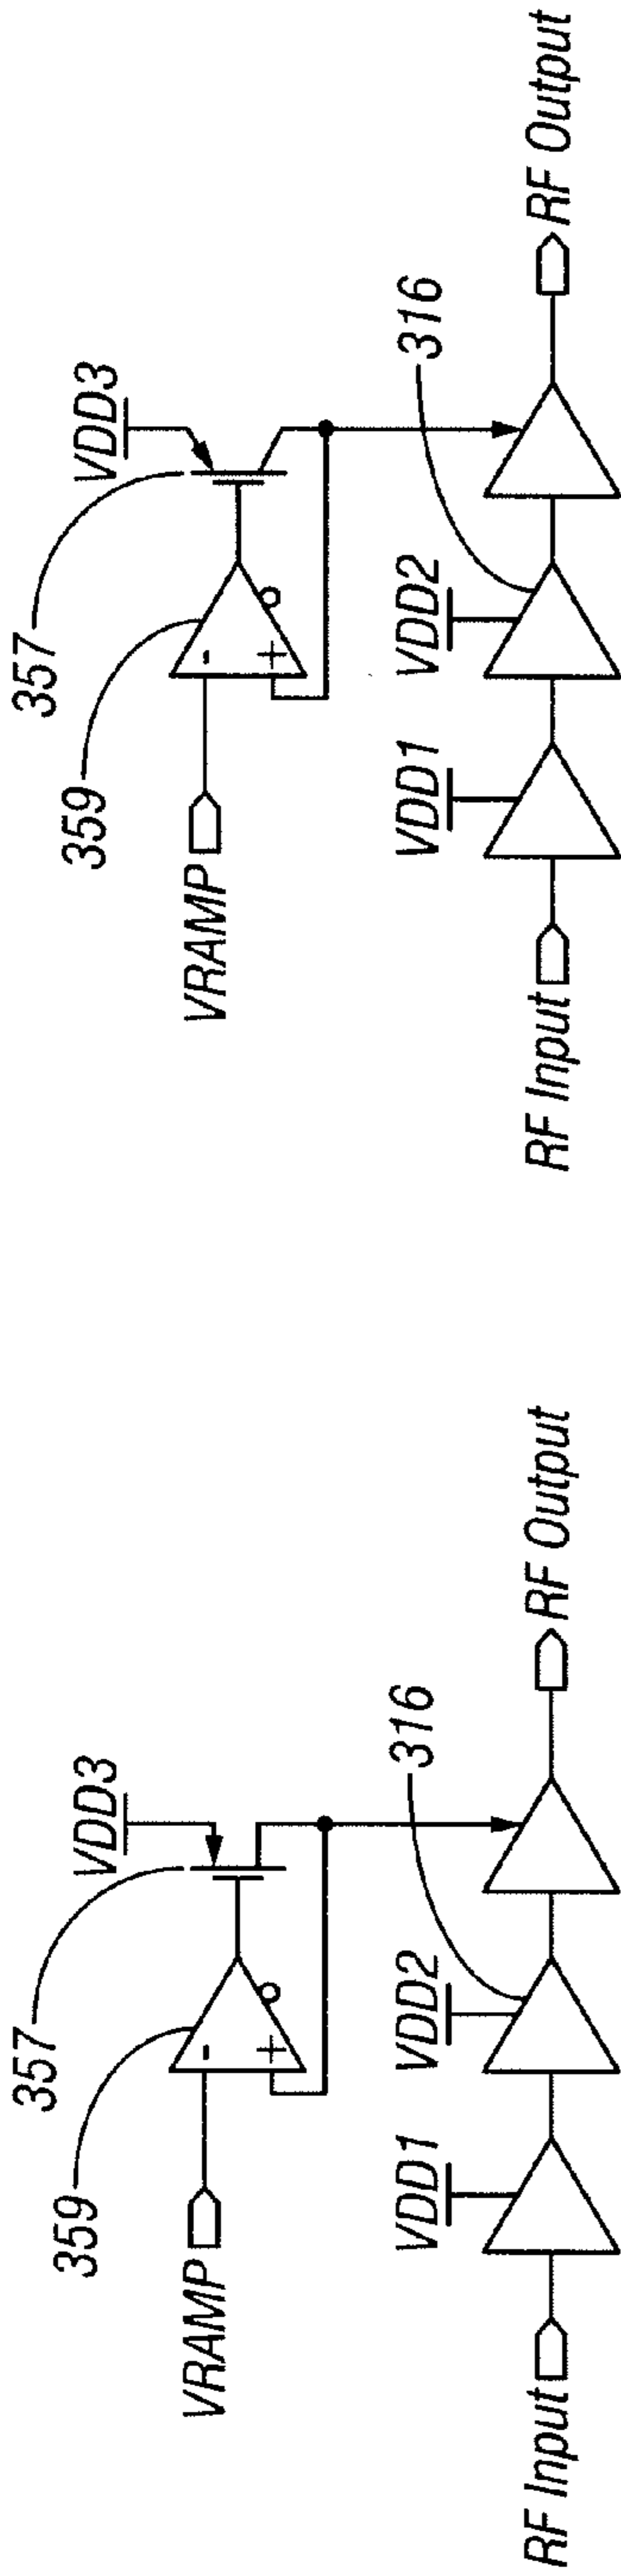 VDD3
357
359
-
+
VRAMP
316
VDD2
VDD1
RF Input
RF Output
VDD3
357
359
-
+
VRAMP
316
VDD2
VDD1
RF Input
RF Output